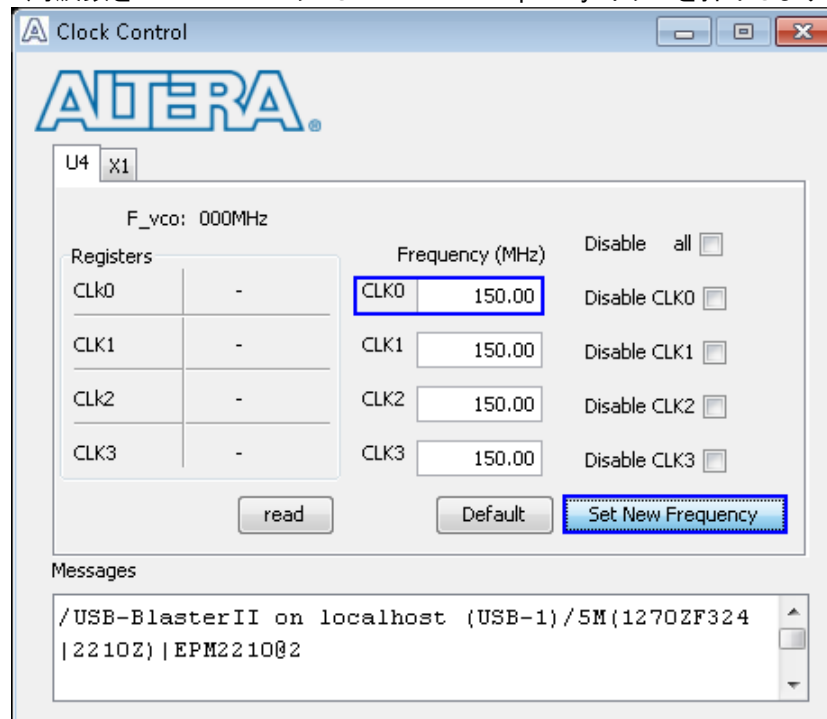 Clock Control
ALTERA®
U4 X1
F_vco: 000MHz
Registers
Frequency (MHz)
Disable all
CLk0 - CLK0 150.00 Disable CLK0
CLK1 - CLK1 150.00 Disable CLK1
CLk2 - CLK2 150.00 Disable CLK2
CLK3 - CLK3 150.00 Disable CLK3
read Default Set New Frequency
Messages
/USB-BlasterII on localhost (USB-1)/5M(1270ZF324
|2210Z)|EPM2210@2